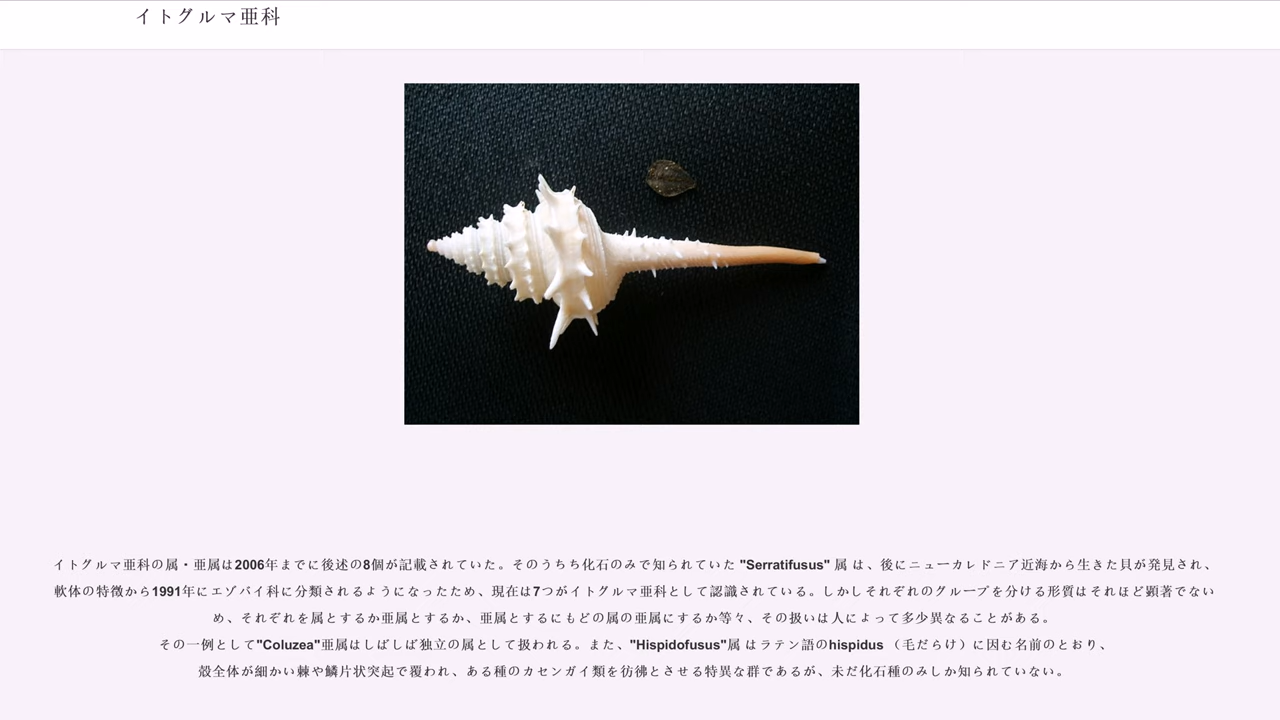 イトグルマ亜科
イトグルマ亜科の属・亜属は2006年までに後述の8個が記載されていた。そのうちち化石のみで知られていた "Serratifusus" 属 は、後にニューカレドニア近海から生きた貝が発見され、
軟体の特徴から1991年にエゾバイ科に分類されるようになったため、現在は7つがイトグルマ亜科として認識されている。しかしそれぞれのグループを分ける形質はそれほど顕著でない
め、それぞれを属とするか亜属とするか、亜属とするにもどの属の亜属にするか等々、その扱いは人によって多少異なることがある。
その一例として"Coluzea"亜属はしばしば独立の属として扱われる。また、"Hispidofusus"属 はラテン語のhispidus （毛だらけ）に因む名前のとおり、
殻全体が細かい棘や鱗片状突起で覆われ、ある種のカセンガイ類を彷彿とさせる特異な群であるが、未だ化石種のみしか知られていない。